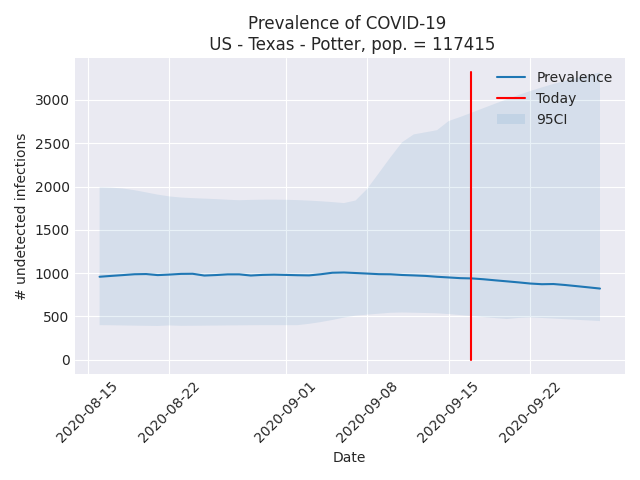 Prevalence of COVID-19
US - Texas - Potter, pop. = 117415
Prevalence
Today
95CI
# undetected infections
3000
2500
2000
1500
1000
500
0
2020-08-15
2020-08-22
2020-09-01
2020-09-08
2020-09-15
2020-09-22
Date